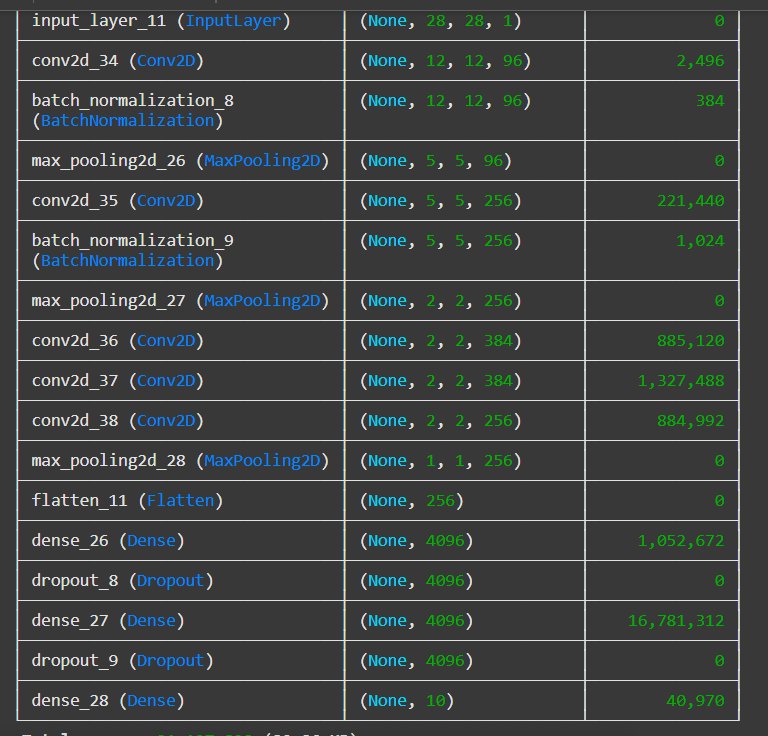 input_layer_11 (InputLayer) (None, 28, 28, 1) 0
conv2d_34 (Conv2D) (None, 12, 12, 96) 2,496
batch_normalization_8 (None, 12, 12, 96) 384
(BatchNormalization)
max_pooling2d_26 (MaxPooling2D) (None, 5, 5, 96) 0
conv2d_35 (Conv2D) (None, 5, 5, 256) 221,440
batch_normalization_9 (None, 5, 5, 256) 1,024
(BatchNormalization)
max_pooling2d_27 (MaxPooling2D) (None, 2, 2, 256) 0
conv2d_36 (Conv2D) (None, 2, 2, 384) 885,120
conv2d_37 (Conv2D) (None, 2, 2, 384) 1,327,488
conv2d_38 (Conv2D) (None, 2, 2, 256) 884,992
max_pooling2d_28 (MaxPooling2D) (None, 1, 1, 256) 0
flatten_11 (Flatten) (None, 256) 0
dense_26 (Dense) (None, 4096) 1,052,672
dropout_8 (Dropout) (None, 4096) 0
dense_27 (Dense) (None, 4096) 16,781,312
dropout_9 (Dropout) (None, 4096) 0
dense_28 (Dense) (None, 10) 40,970